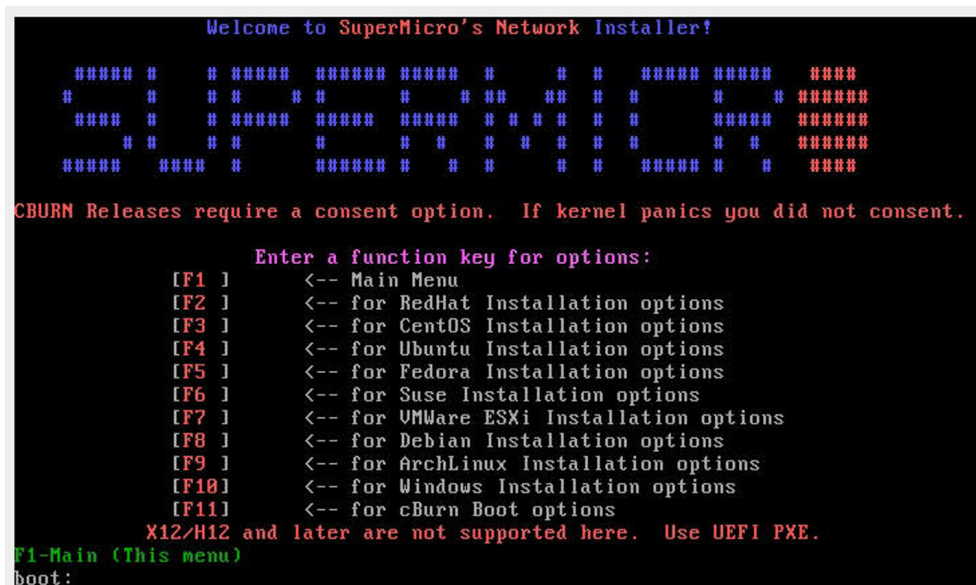 Welcome to SuperMicro's Network Installer!
SUPERMICR
CBURN Releases require a consent option.  If kernel panics you did not consent.
Enter a function key for options:
[F1 ]      <-- Main Menu
[F2 ]      <-- for RedHat Installation options
[F3 ]      <-- for CentOS Installation options
[F4 ]      <-- for Ubuntu Installation options
[F5 ]      <-- for Fedora Installation options
[F6 ]      <-- for Suse Installation options
[F7 ]      <-- for VMWare ESXi Installation options
[F8 ]      <-- for Debian Installation options
[F9 ]      <-- for ArchLinux Installation options
[F10]      <-- for Windows Installation options
[F11]      <-- for cBurn Boot options
X12/H12 and later are not supported here.  Use UEFI PXE.
F1-Main (This menu)
boot: